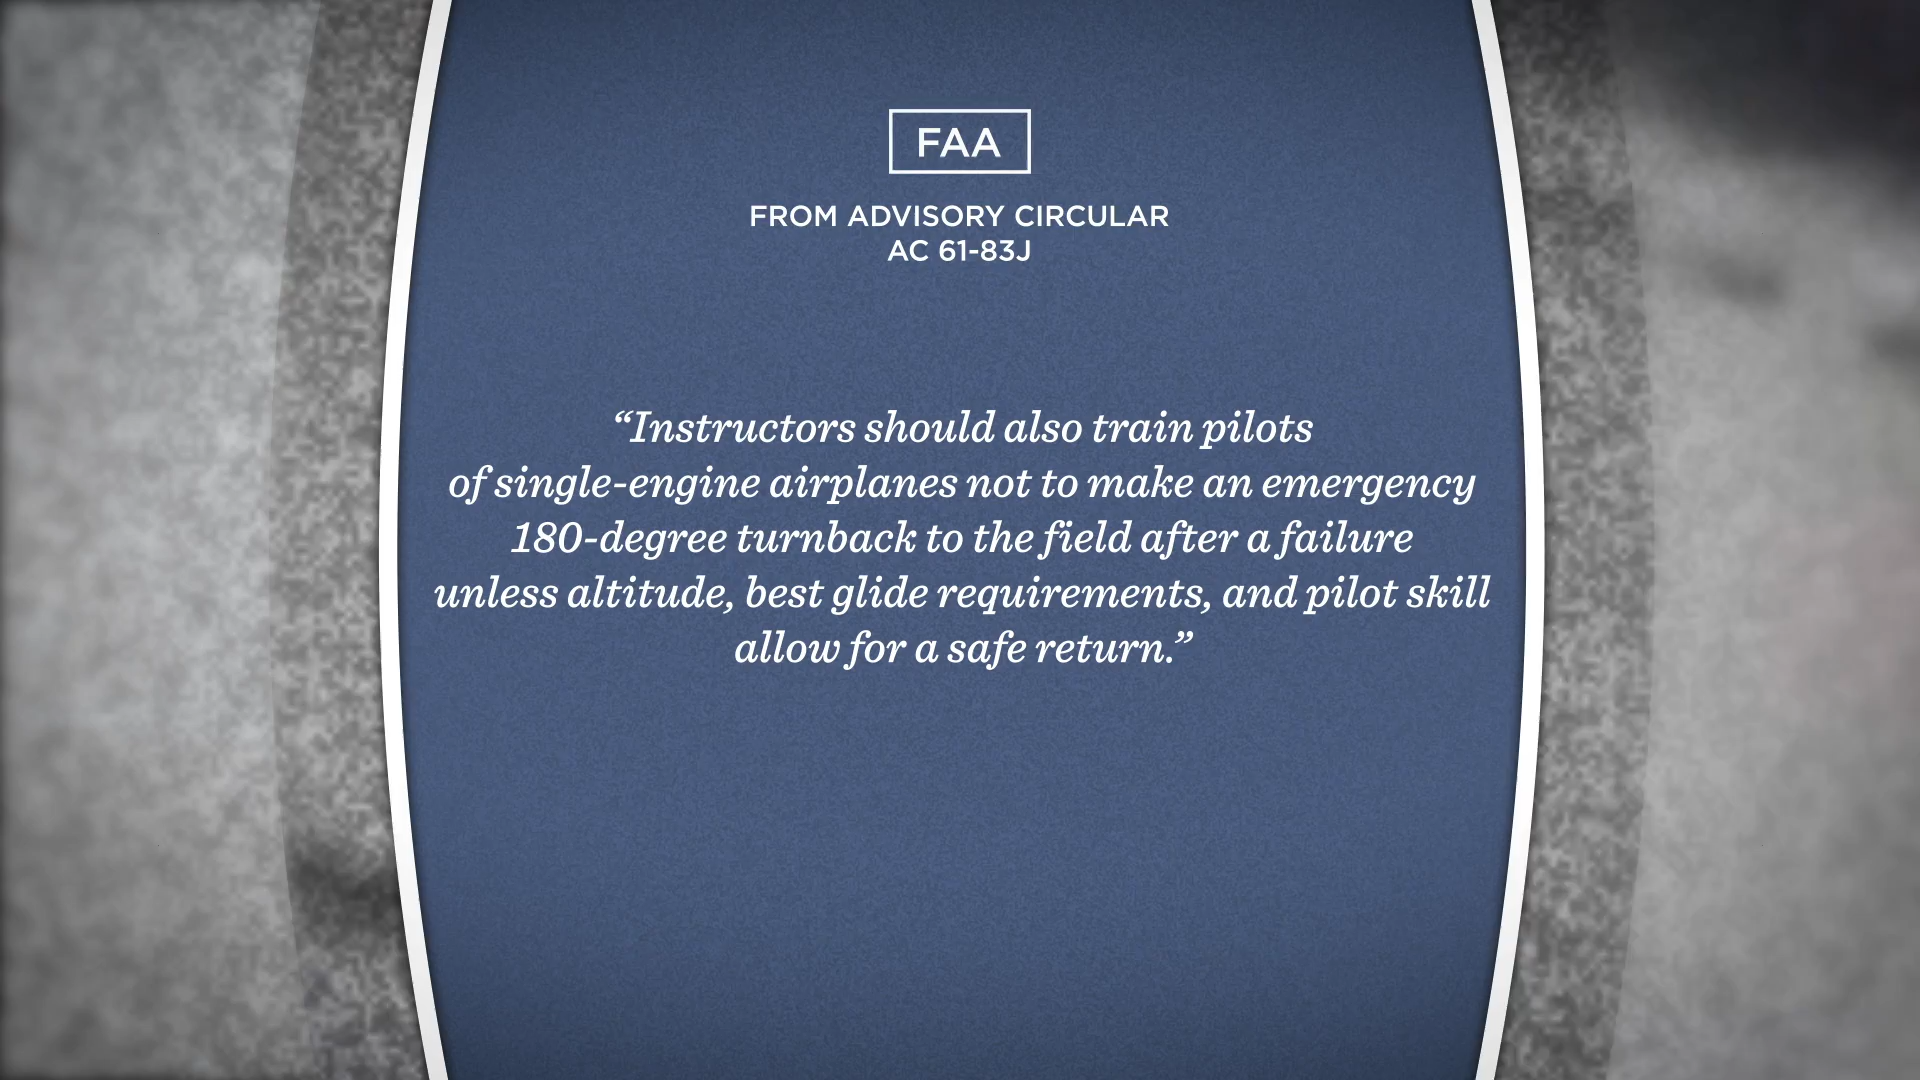 FAA
FROM ADVISORY CIRCULAR
AC 61-83J
“Instructors should also train pilots
of single-engine airplanes not to make an emergency
180-degree turnback to the field after a failure
unless altitude, best glide requirements, and pilot skill
allow for a safe return.”